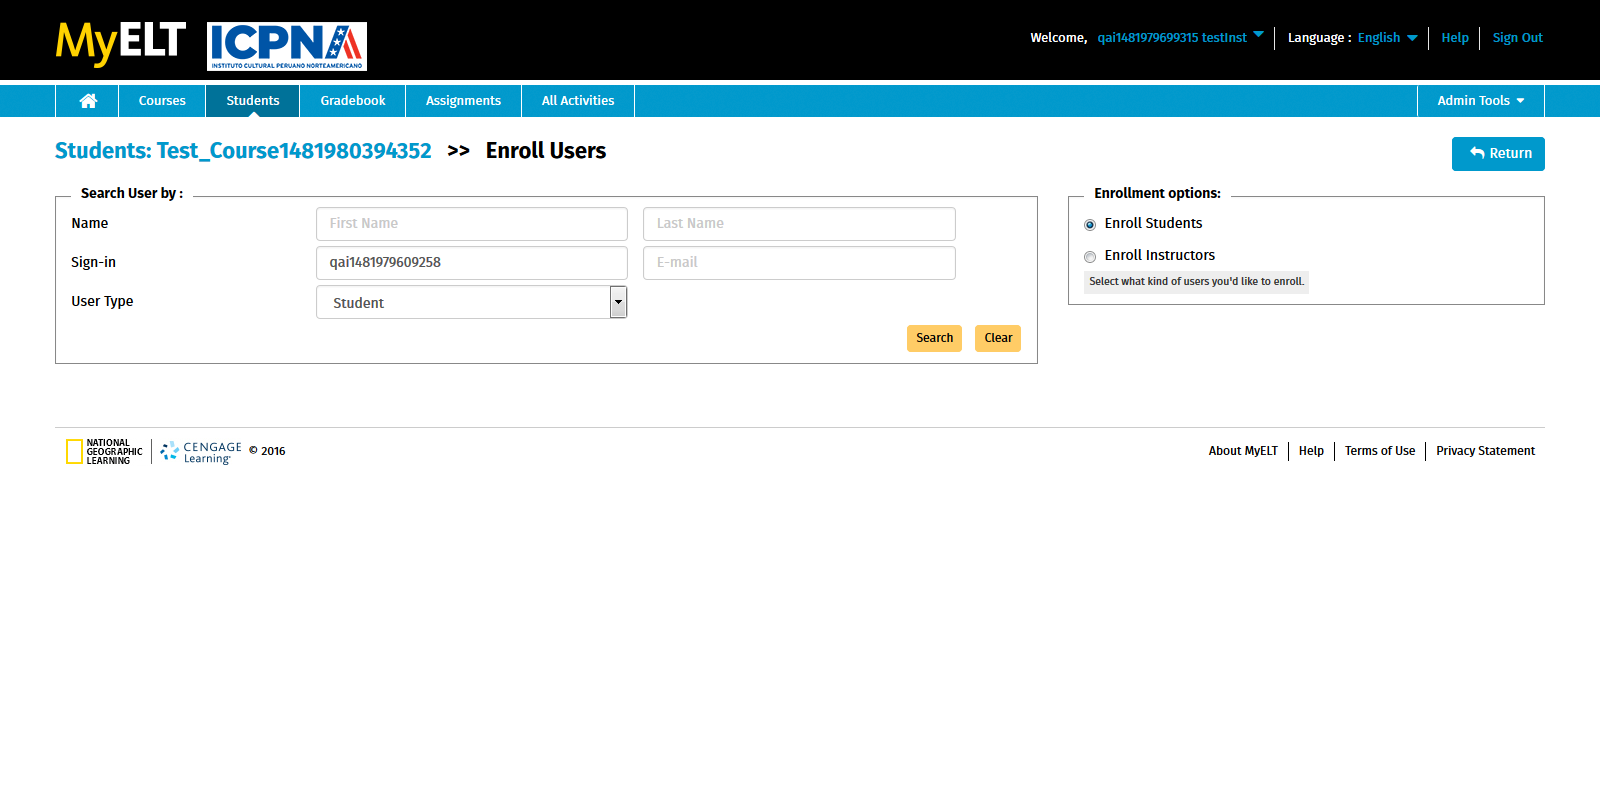 MyELT
ICPNA
INSTITUTO CULTURAL PERUANO NORTEAMERICANO
Welcome, qai1481979699315 testInst
Language : English
Help
Sign Out
Courses
Students
Gradebook
Assignments
All Activities
Admin Tools
Students: Test_Course1481980394352 >> Enroll Users
Return
Search User by :
Name
First Name
Last Name
Sign-in
qai1481979609258
E-mail
User Type
Student
Search
Clear
Enrollment options:
Enroll Students
Enroll Instructors
Select what kind of users you'd like to enroll.
NATIONAL
GEOGRAPHIC
LEARNING
CENGAGE
Learning
© 2016
About MyELT
Help
Terms of Use
Privacy Statement